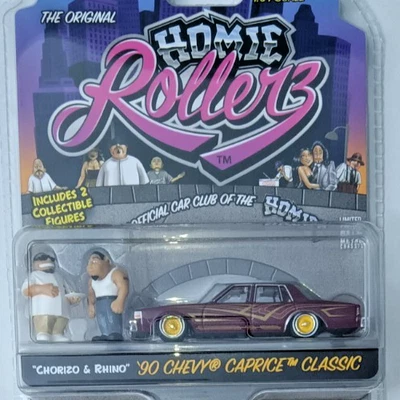 THE ORIGINAL
HOMIE
Rollerz
TM
INCLUDES 2
COLLECTIBLE
FIGURES
OFFICIAL CAR CLUB OF THE
HOMIE
LIMITED
"CHORIZO & RHINO" '90 CHEVY® CAPRICE™ CLASSIC